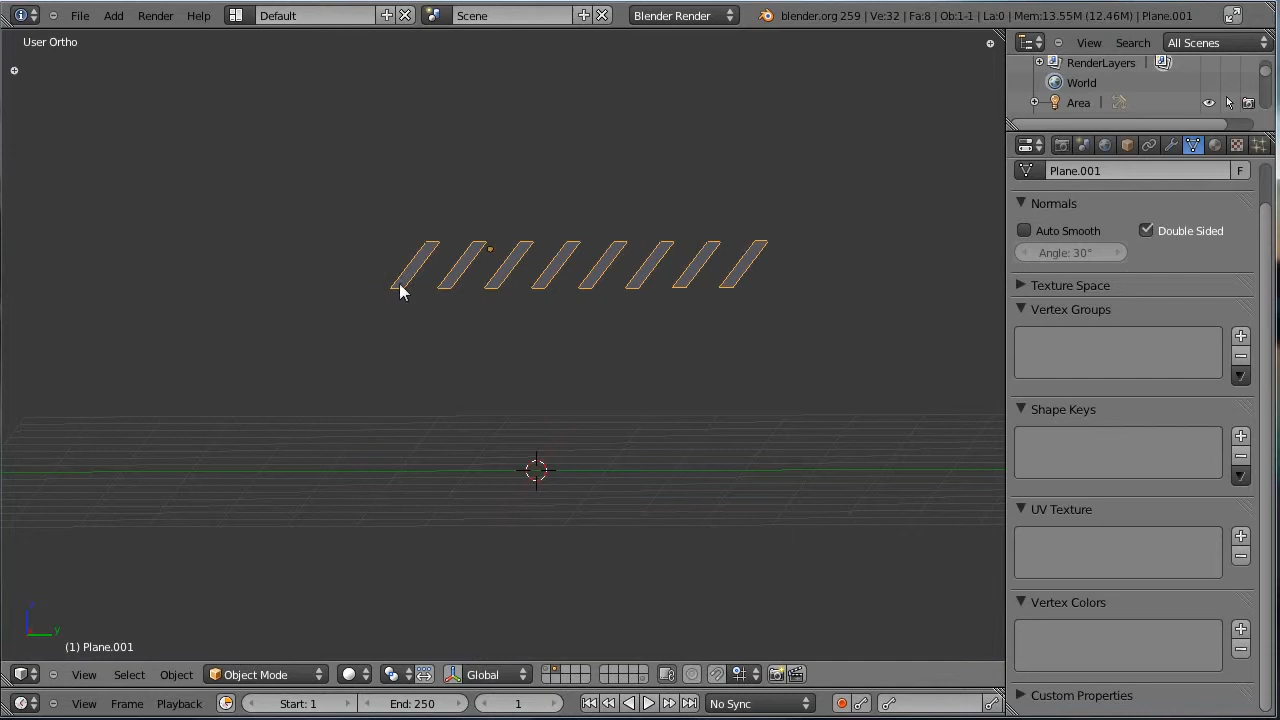 File Add Render Help Default Scene Blender Render blender.org 259 | Ve:32 | Fa:8 | Ob:1-1 | La:0 | Mem:13.55M (12.46M) | Plane.001
User Ortho
View Search All Scenes
RenderLayers |
World
Area |
Plane.001 F
Normals
Auto Smooth Double Sided
Angle: 30°
Texture Space
Vertex Groups
Shape Keys
UV Texture
Vertex Colors
Custom Properties
z
y
(1) Plane.001
View Select Object Object Mode Global
View Frame Playback Start: 1 End: 250 1 No Sync